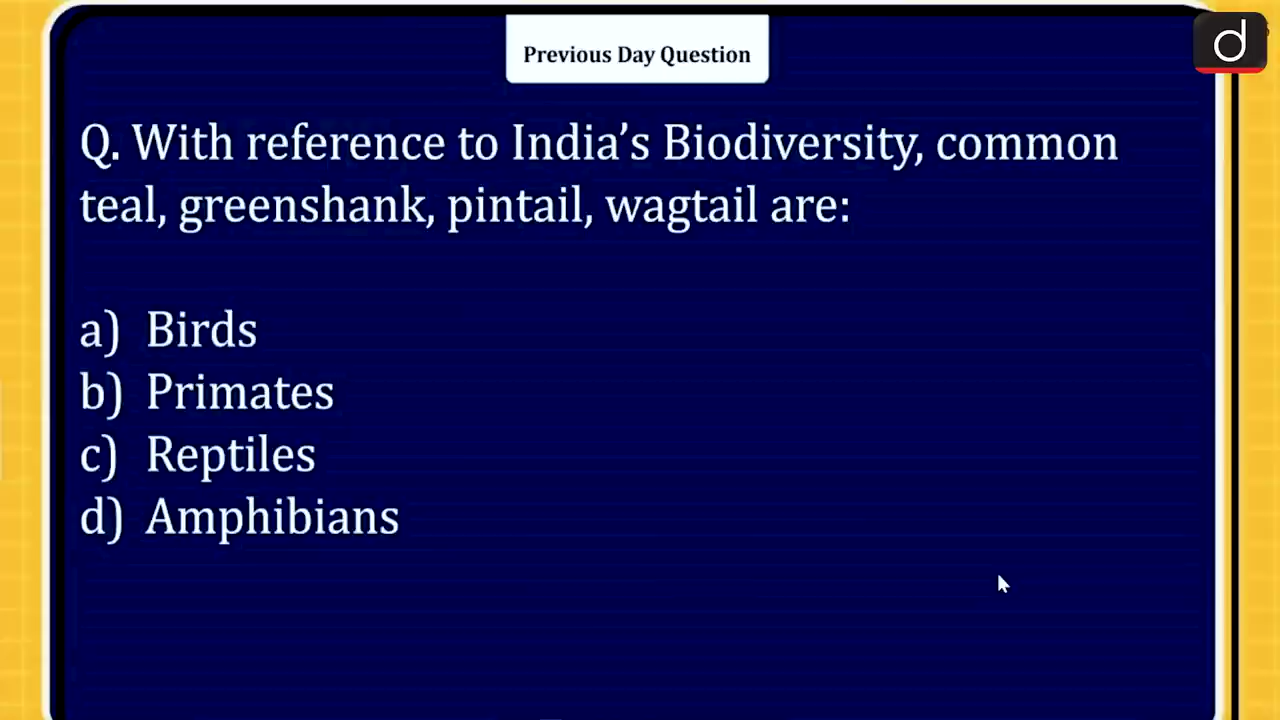 Previous Day Question
d
Q. With reference to India’s Biodiversity, common
teal, greenshank, pintail, wagtail are:
a) Birds
b) Primates
c) Reptiles
d) Amphibians